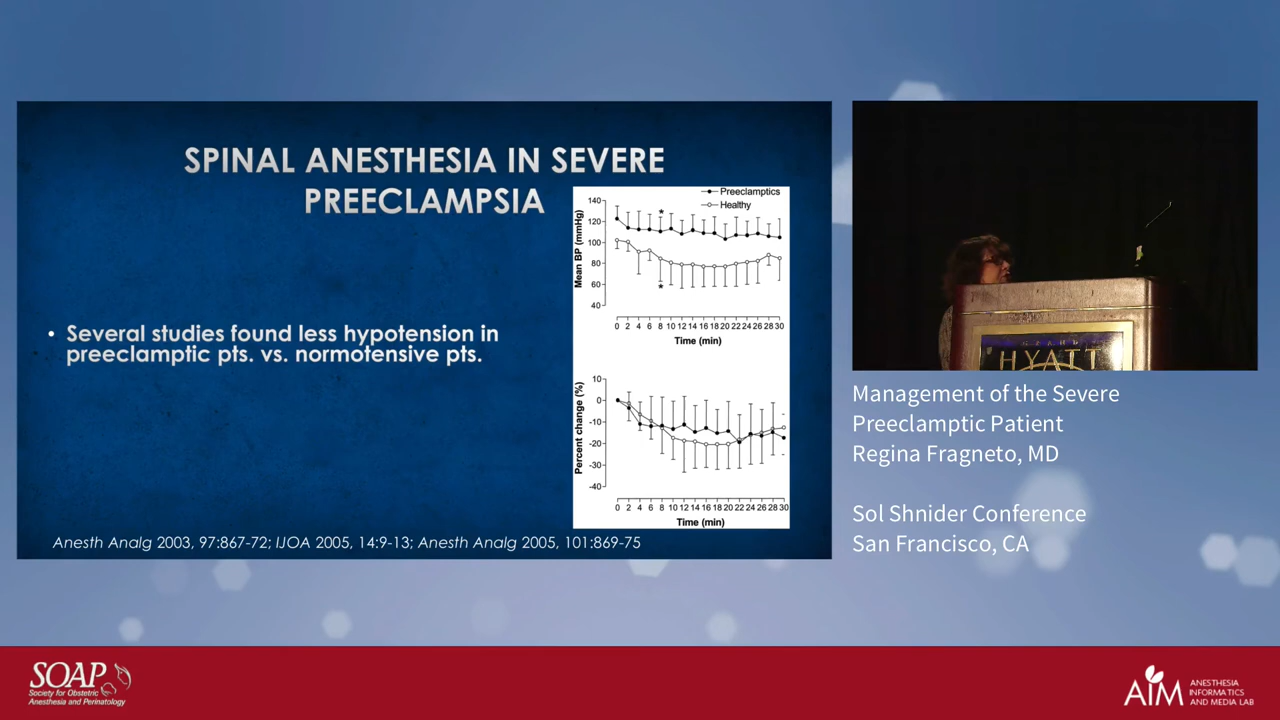 SPINAL ANESTHESIA IN SEVERE
PREECLAMPSIA
• Several studies found less hypotension in
preeclamptic pts. vs. normotensive pts.
Preeclamptics
Healthy
Mean BP (mmHg)
140
120
100
80
60
40
*
*
0 2 4 6 8 10 12 14 16 18 20 22 24 26 28 30
Time (min)
Percent change (%)
10
0
-10
-20
-30
-40
0 2 4 6 8 10 12 14 16 18 20 22 24 26 28 30
Time (min)
Anesth Analg 2003, 97:867-72; IJOA 2005, 14:9-13; Anesth Analg 2005, 101:869-75
HYATT
Management of the Severe
Preeclamptic Patient
Regina Fragneto, MD
Sol Shnider Conference
San Francisco, CA
SOAP
Society for Obstetric
Anesthesia and Perinatology
AIM
ANESTHESIA
INFORMATICS
AND MEDIA LAB